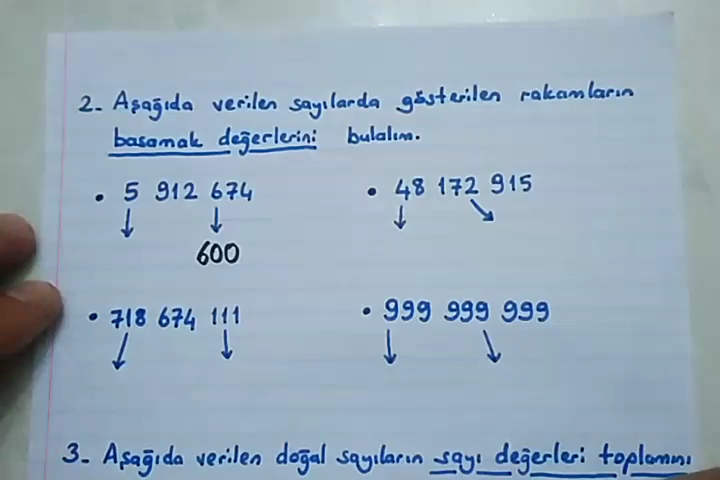 2- Aşağıda verilen sayılarda gösterilen rakamların
basamak değerlerini bulalım.
• 5 912 674
• 48 172 915
600
• 718 674 111
• 999 999 999
3- Aşağıda verilen doğal sayıların sayı değerleri toplamını